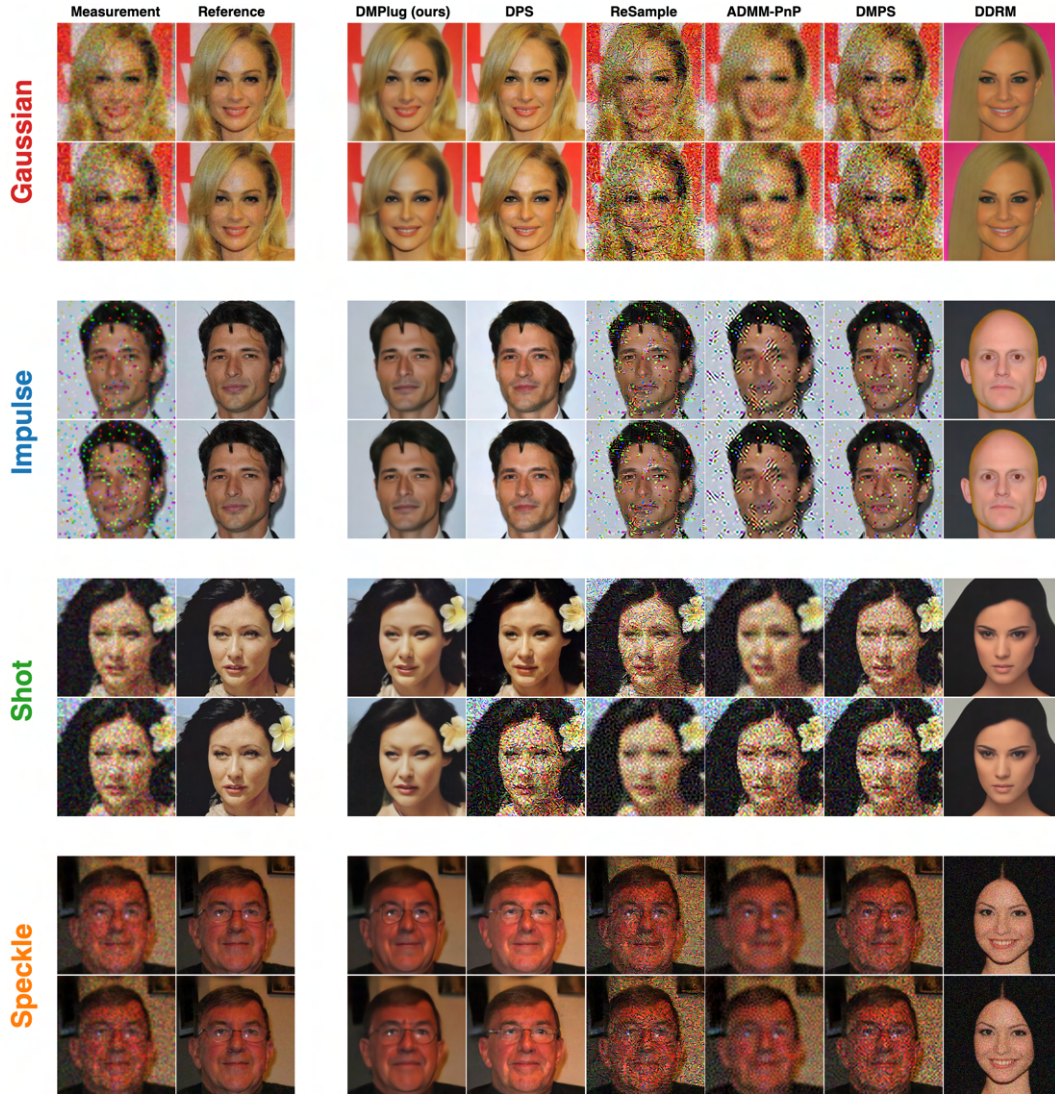 Measurement Reference DMPlug (ours) DPS ReSample ADMM-PnP DMPS DDRM
Gaussian
Impulse
Shot
Speckle